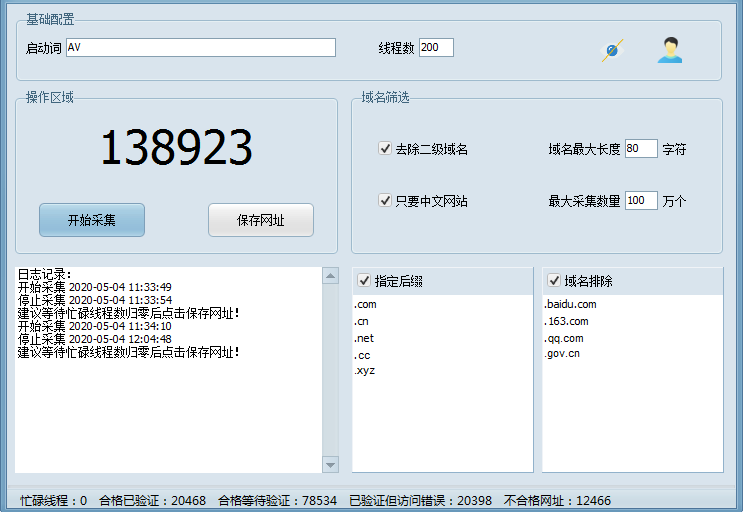 基础配置
启动词 AV 线程数 200
操作区域
138923
开始采集 保存网址
域名筛选
去除二级域名 域名最大长度 80 字符
只要中文网站 最大采集数量 100 万个
日志记录:
开始采集 2020-05-04 11:33:49
停止采集 2020-05-04 11:33:54
建议等待忙碌线程数归零后点击保存网址!
开始采集 2020-05-04 11:34:10
停止采集 2020-05-04 12:04:48
建议等待忙碌线程数归零后点击保存网址!
指定后缀
.com
.cn
.net
.cc
.xyz
域名排除
.baidu.com
.163.com
.qq.com
.gov.cn
忙碌线程：0 合格已验证：20468 合格等待验证：78534 已验证但访问错误：20398 不合格网址：12466